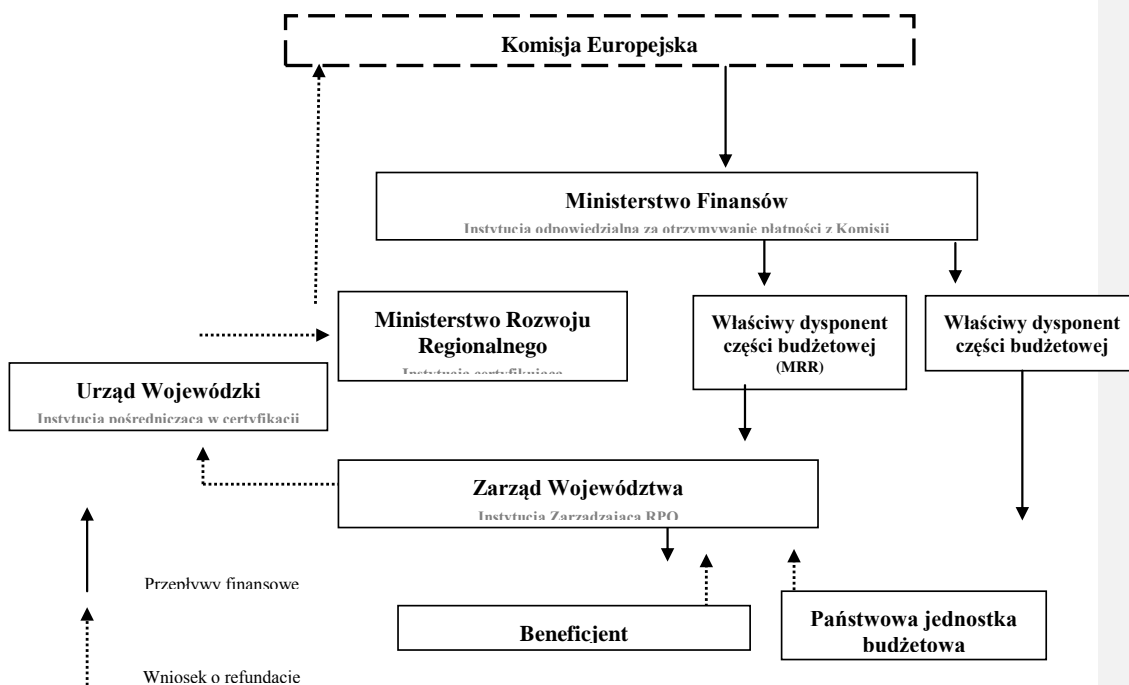 Komisja Europejska
Ministerstwo Finansów
Instytucja odpowiedzialna za otrzymywanie płatności z Komisji
Ministerstwo Rozwoju
Regionalnego
Instytucja certyfikująca
Właściwy dysponent
części budżetowej
(MRR)
Właściwy dysponent
części budżetowej
Urząd Wojewódzki
Instytucja pośrednicząca w certyfikacji
Zarząd Województwa
Instytucja Zarządzająca RPO
Przepływy finansowe
Beneficjent
Państwowa jednostka
budżetowa
Wniosek o refundację